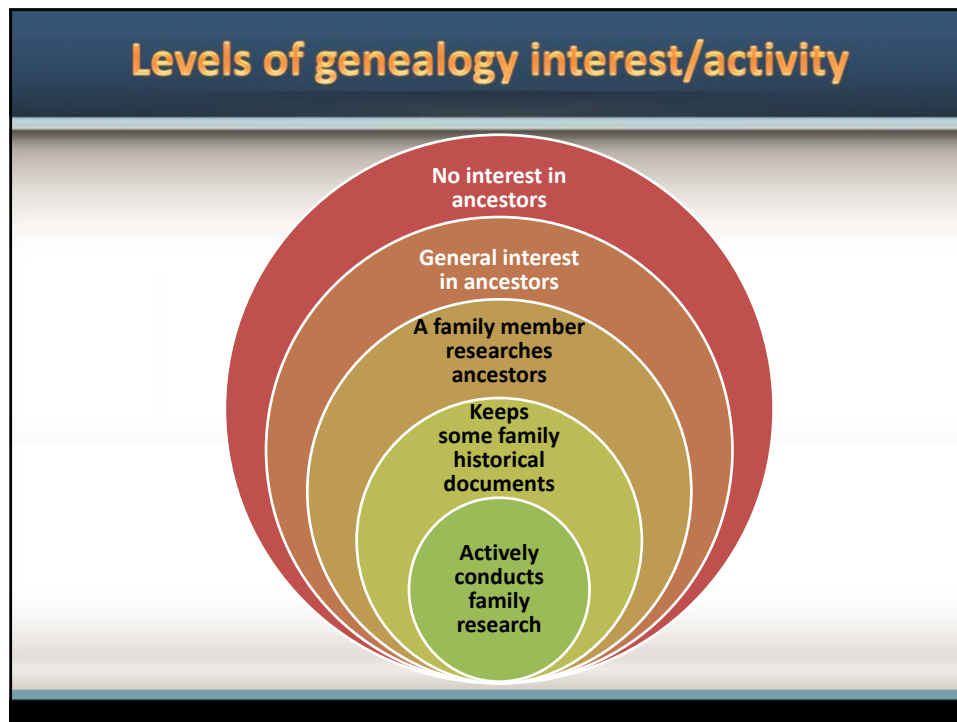 Levels of genealogy interest/activity
No interest in
ancestors
General interest
in ancestors
A family member
researches
ancestors
Keeps
some family
historical
documents
Actively
conducts
family
research